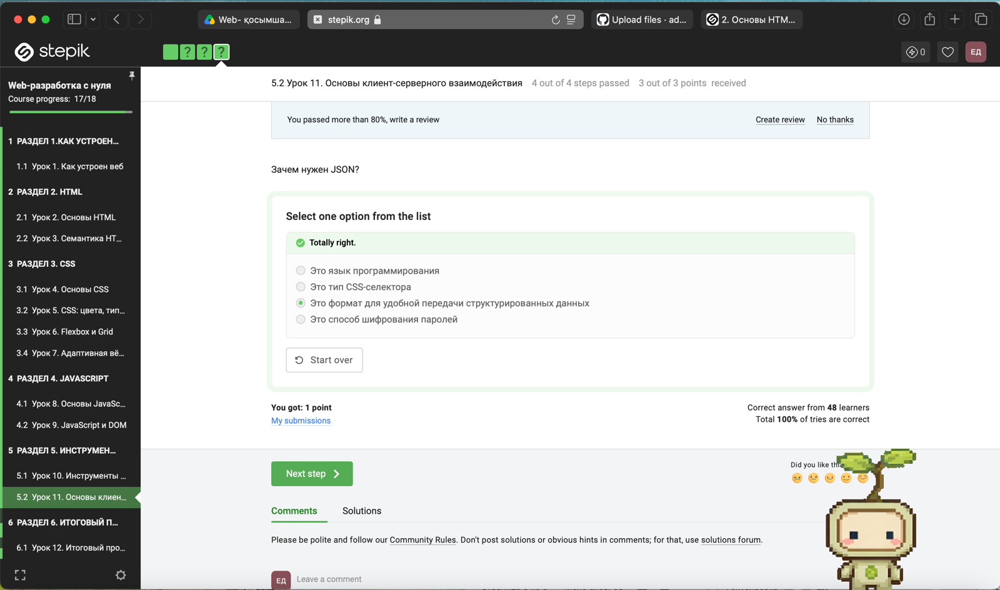 Web- қосымша...
stepik.org
Upload files · ad...
2. Основы HTM...
stepik
? ? ?
0
ЕД
Web-разработка с нуля
Course progress: 17/18
1 РАЗДЕЛ 1.КАК УСТРОЕН...
1.1 Урок 1. Как устроен веб
2 РАЗДЕЛ 2. HTML
2.1 Урок 2. Основы HTML
2.2 Урок 3. Семантика HT...
3 РАЗДЕЛ 3. CSS
3.1 Урок 4. Основы CSS
3.2 Урок 5. CSS: цвета, тип...
3.3 Урок 6. Flexbox и Grid
3.4 Урок 7. Адаптивная вё...
4 РАЗДЕЛ 4. JAVASCRIPT
4.1 Урок 8. Основы JavaSc...
4.2 Урок 9. JavaScript и DOM
5 РАЗДЕЛ 5. ИНСТРУМЕН...
5.1 Урок 10. Инструменты ...
5.2 Урок 11. Основы клиен...
6 РАЗДЕЛ 6. ИТОГОВЫЙ П...
6.1 Урок 12. Итоговый про...
5.2 Урок 11. Основы клиент-серверного взаимодействия 4 out of 4 steps passed 3 out of 3 points received
You passed more than 80%, write a review
Create review No thanks
Зачем нужен JSON?
Select one option from the list
Totally right.
Это язык программирования
Это тип CSS-селектора
Это формат для удобной передачи структурированных данных
Это способ шифрования паролей
Start over
You got: 1 point
My submissions
Correct answer from 48 learners
Total 100% of tries are correct
Next step
Did you like thi
Comments Solutions
Please be polite and follow our Community Rules. Don't post solutions or obvious hints in comments; for that, use solutions forum.
ЕД
Leave a comment